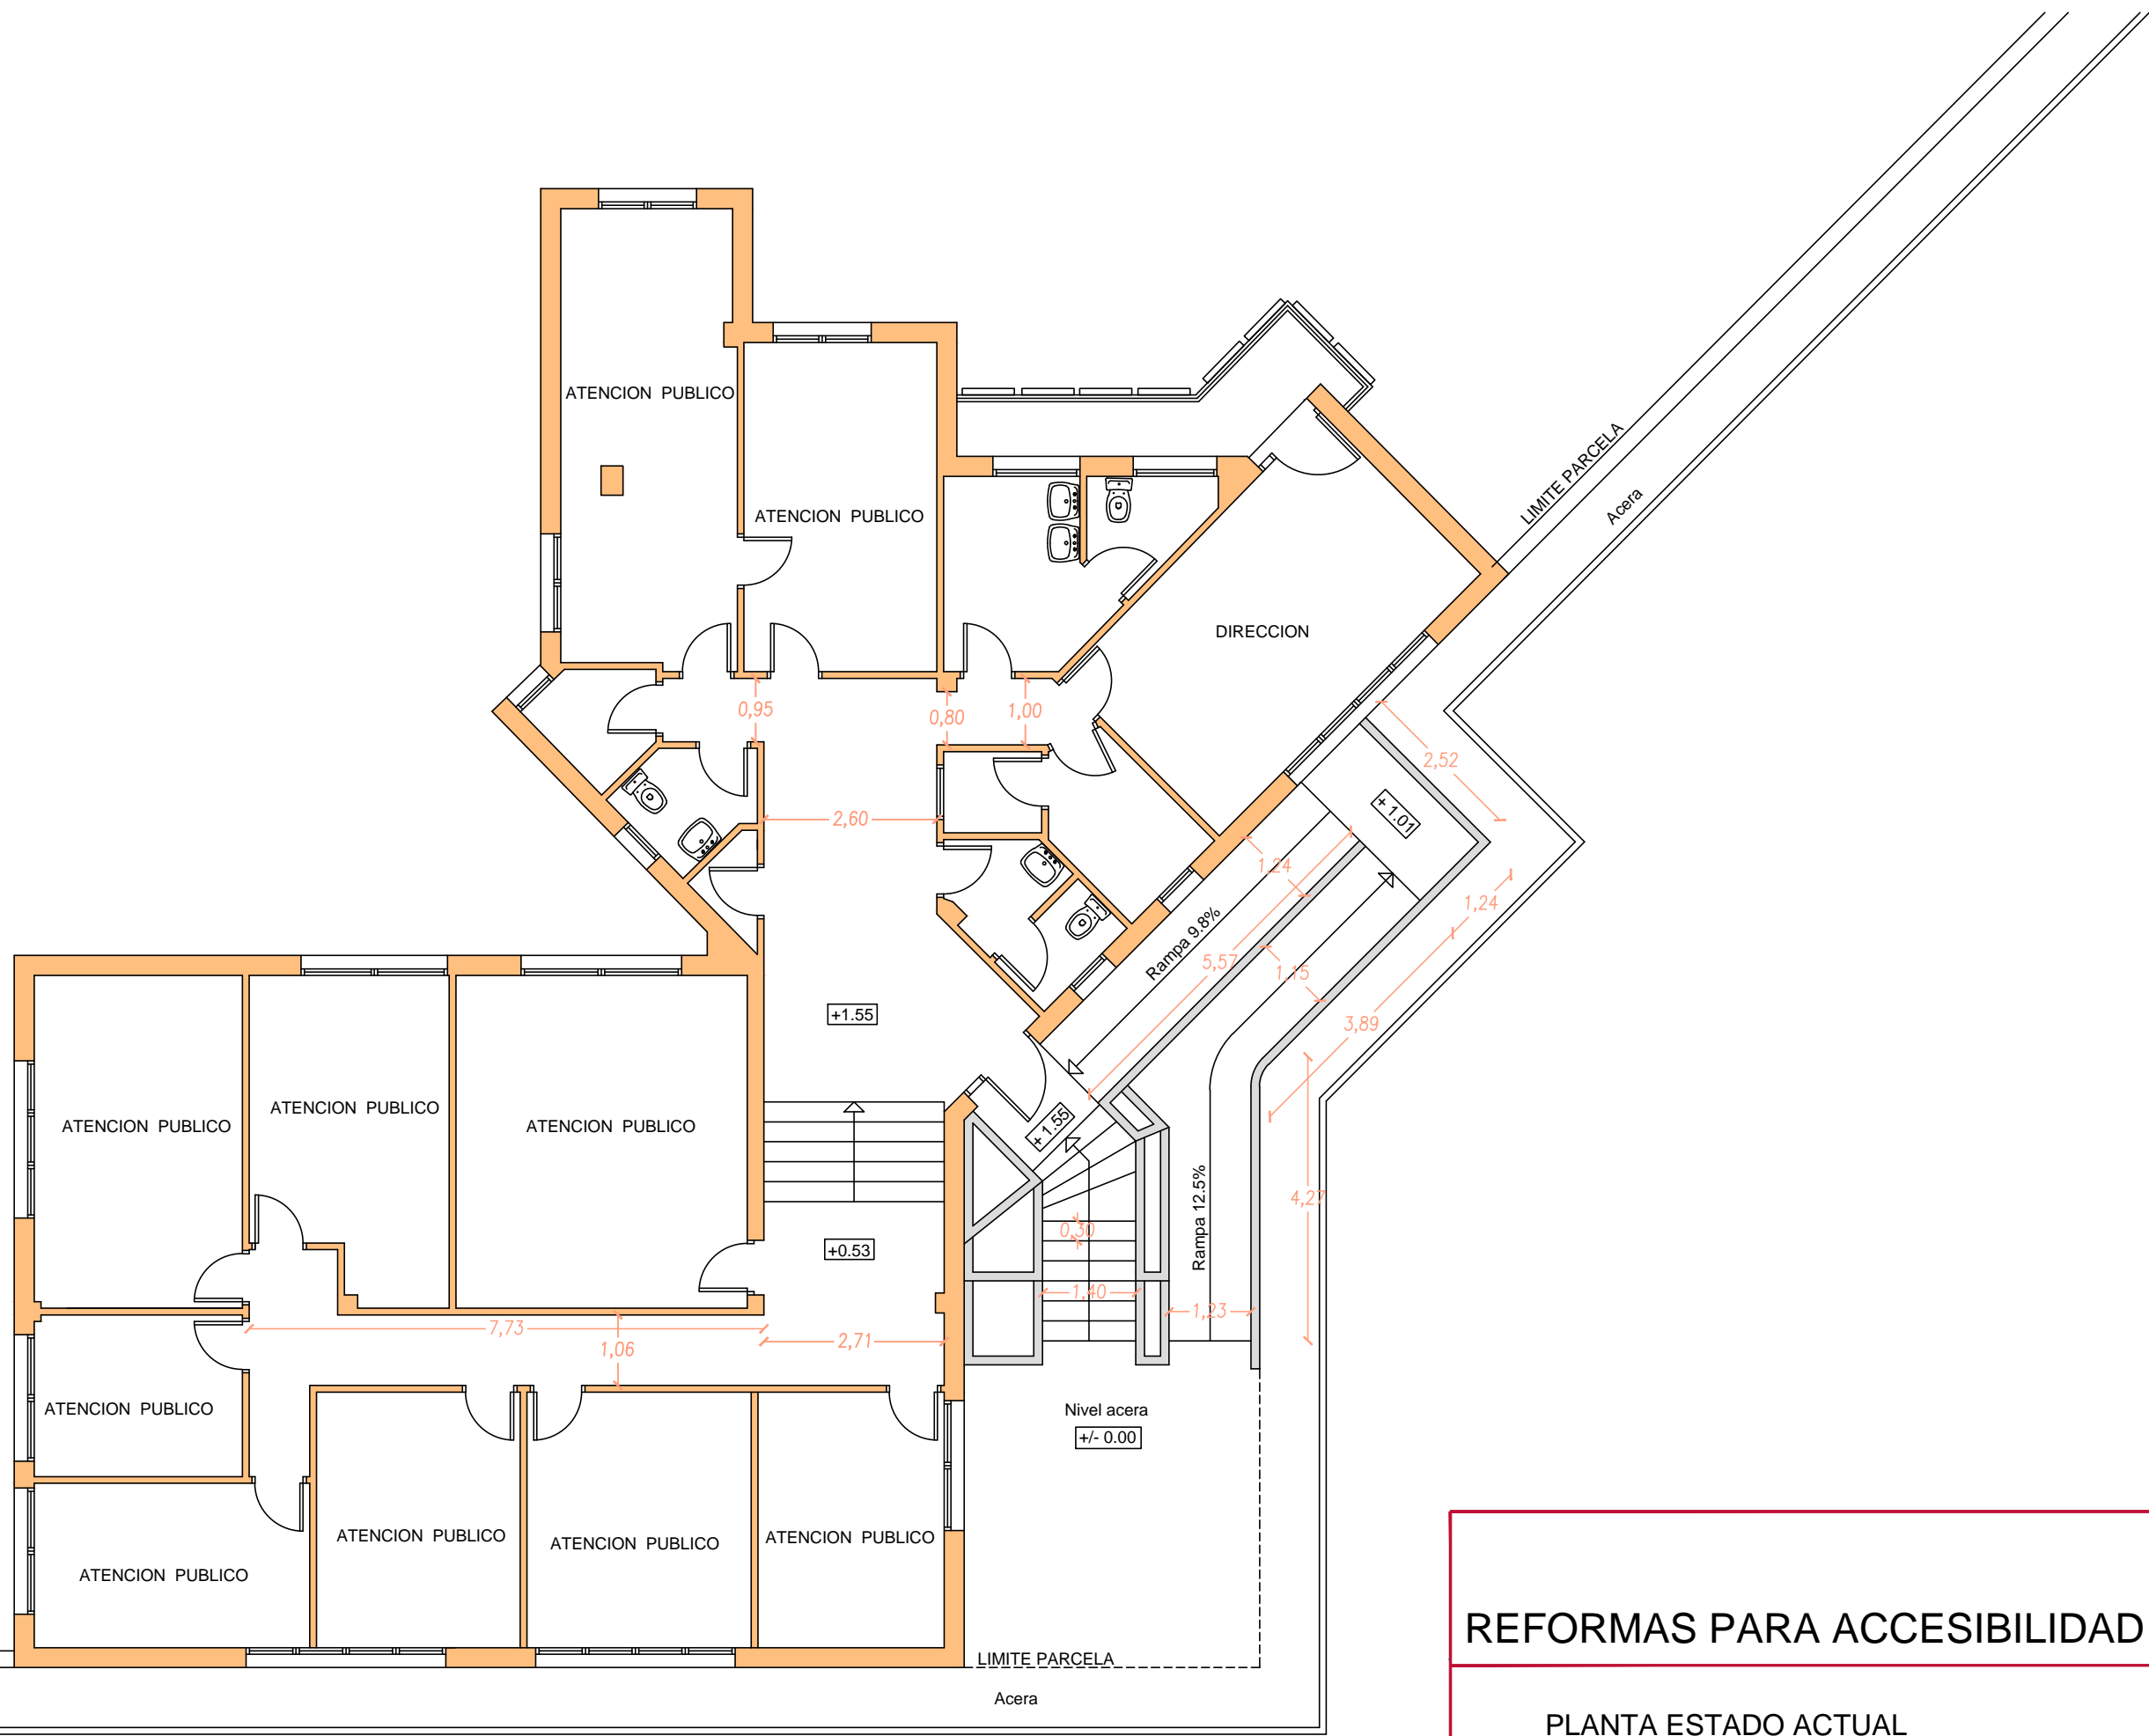 ATENCION PUBLICO
ATENCION PUBLICO
LIMITE PARCELA
Acera
DIRECCION
0,95
0,80
1,00
2,52
2,60
+ 1.01
1.24
1,24
Rampa 9.8%
5,57
1.15
3,89
+1.55
ATENCION PUBLICO
ATENCION PUBLICO
ATENCION PUBLICO
+ 1.55
Rampa 12.5%
4,27
0,30
+0.53
1,40
1,23
7,73
2,71
1,06
ATENCION PUBLICO
Nivel acera
+/- 0.00
ATENCION PUBLICO
ATENCION PUBLICO
ATENCION PUBLICO
ATENCION PUBLICO
LIMITE PARCELA
Acera
REFORMAS PARA ACCESIBILIDAD
PLANTA ESTADO ACTUAL